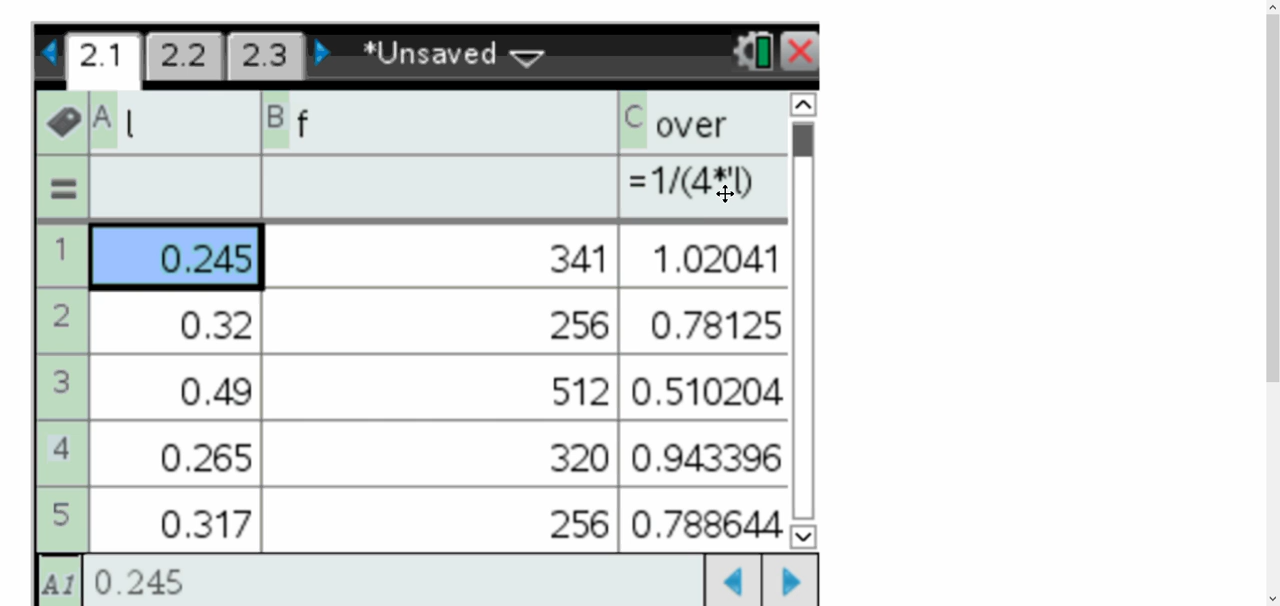 2.1 2.2 2.3 *Unsaved
A l B f C over
=1/(4*'l)
1 0.245 341 1.02041
2 0.32 256 0.78125
3 0.49 512 0.510204
4 0.265 320 0.943396
5 0.317 256 0.788644
A1 0.245